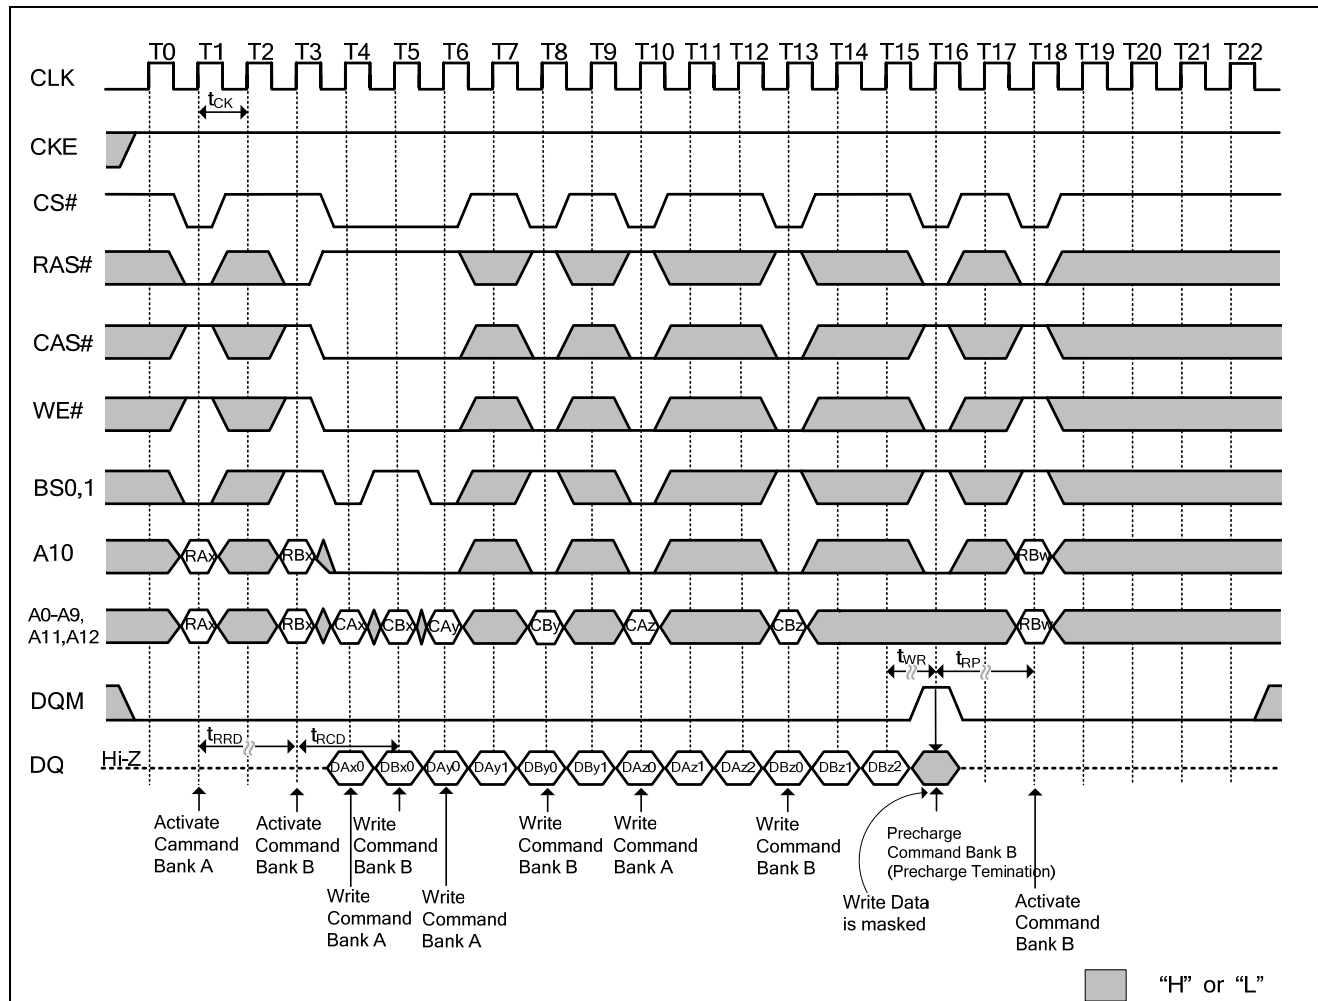 T0 T1 T2 T3 T4 T5 T6 T7 T8 T9 T10 T11 T12 T13 T14 T15 T16 T17 T18 T19 T20 T21 T22
CLK
tCK
CKE
CS#
RAS#
CAS#
WE#
BS0,1
A10
RAx RBx RBw
A0-A9,
A11,A12
RAx RBx CAx CBx CAy CBy CAz CBz RBw
tWR tRP
DQM
tRRD tRCD
DQ
Hi-Z
DAx0 DBx0 DAy0 DAy1 DBy0 DBy1 DAz0 DAz1 DAz2 DBz0 DBz1 DBz2
Activate
Cammand
Bank A
Activate
Command
Bank B
Write
Command
Bank B
Write
Command
Bank B
Write
Command
Bank A
Write
Command
Bank B
Precharge
Command Bank B
(Precharge Temination)
Write
Command
Bank A
Write
Command
Bank A
Write Data
is masked
Activate
Command
Bank B
“H” or “L”